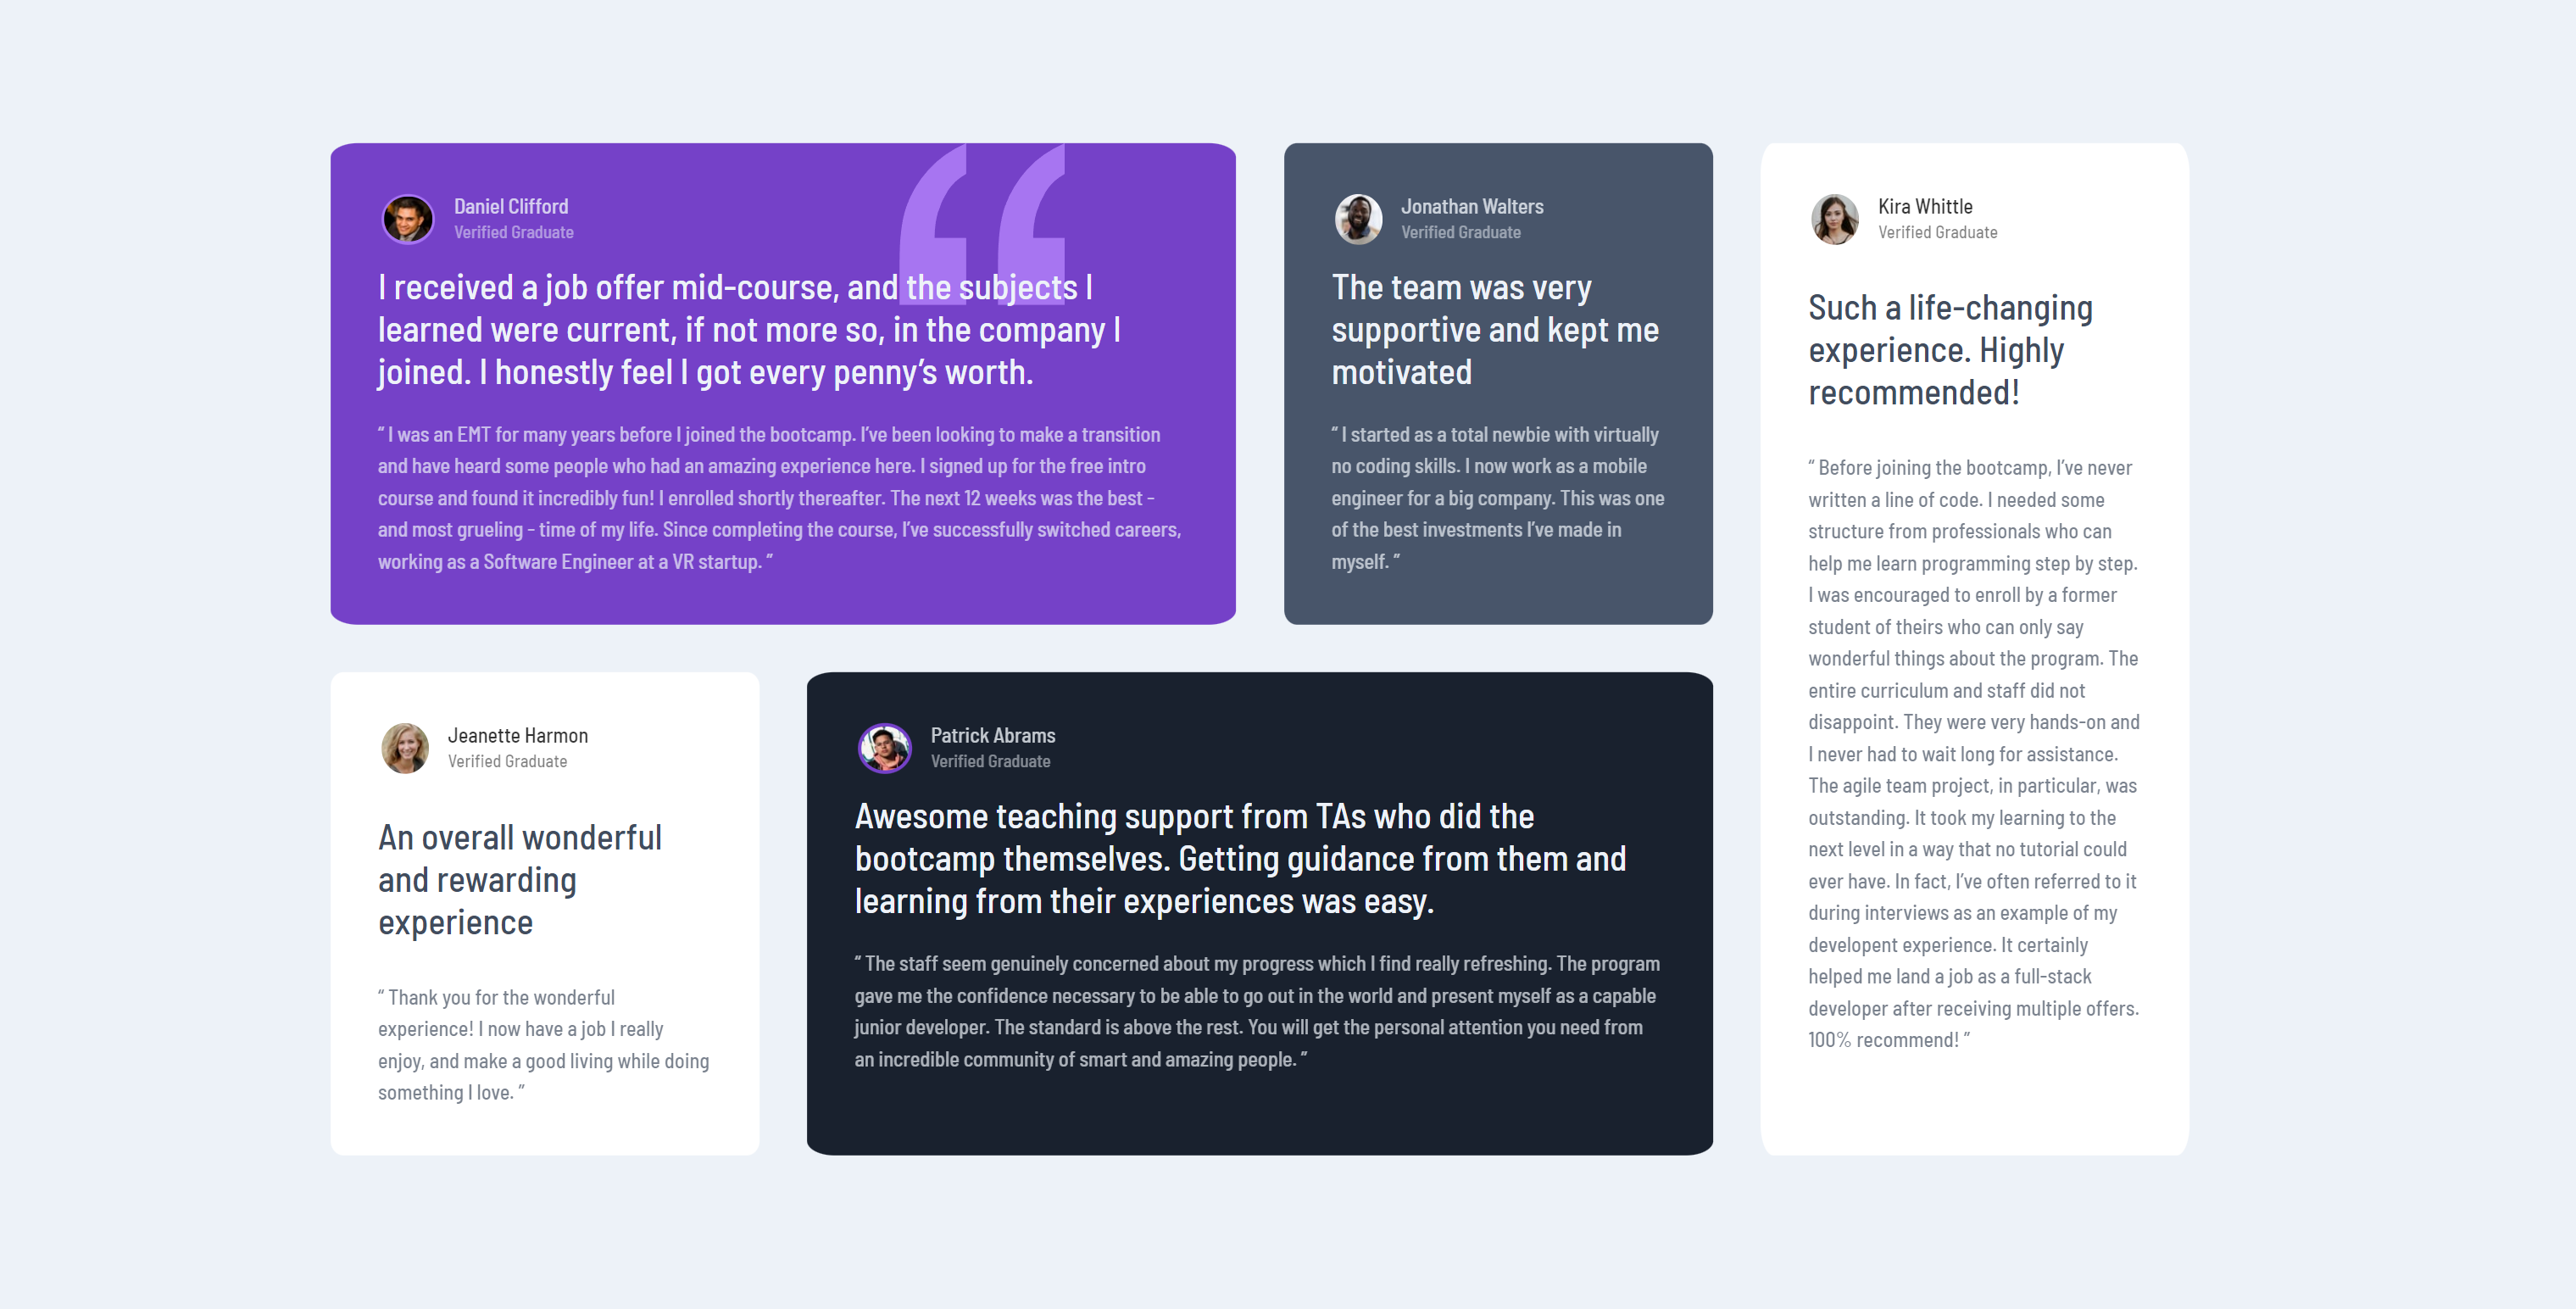 Daniel Clifford
Verified Graduate
I received a job offer mid-course, and the subjects I
learned were current, if not more so, in the company I
joined. I honestly feel I got every penny’s worth.
“ I was an EMT for many years before I joined the bootcamp. I’ve been looking to make a transition
and have heard some people who had an amazing experience here. I signed up for the free intro
course and found it incredibly fun! I enrolled shortly thereafter. The next 12 weeks was the best -
and most grueling - time of my life. Since completing the course, I’ve successfully switched careers,
working as a Software Engineer at a VR startup. ”
Jonathan Walters
Verified Graduate
The team was very
supportive and kept me
motivated
“ I started as a total newbie with virtually
no coding skills. I now work as a mobile
engineer for a big company. This was one
of the best investments I’ve made in
myself. ”
Kira Whittle
Verified Graduate
Such a life-changing
experience. Highly
recommended!
“ Before joining the bootcamp, I’ve never
written a line of code. I needed some
structure from professionals who can
help me learn programming step by step.
I was encouraged to enroll by a former
student of theirs who can only say
wonderful things about the program. The
entire curriculum and staff did not
disappoint. They were very hands-on and
I never had to wait long for assistance.
The agile team project, in particular, was
outstanding. It took my learning to the
next level in a way that no tutorial could
ever have. In fact, I’ve often referred to it
during interviews as an example of my
developent experience. It certainly
helped me land a job as a full-stack
developer after receiving multiple offers.
100% recommend! ”
Jeanette Harmon
Verified Graduate
An overall wonderful
and rewarding
experience
“ Thank you for the wonderful
experience! I now have a job I really
enjoy, and make a good living while doing
something I love. ”
Patrick Abrams
Verified Graduate
Awesome teaching support from TAs who did the
bootcamp themselves. Getting guidance from them and
learning from their experiences was easy.
“ The staff seem genuinely concerned about my progress which I find really refreshing. The program
gave me the confidence necessary to be able to go out in the world and present myself as a capable
junior developer. The standard is above the rest. You will get the personal attention you need from
an incredible community of smart and amazing people. ”